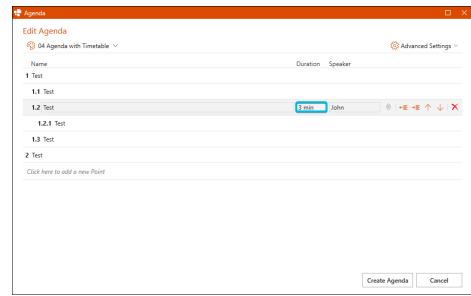 Agenda
Edit Agenda
04 Agenda with Timetable
Advanced Settings
Name Duration Speaker
1 Test
1.1 Test
1.2 Test 3 min John
1.2.1 Test
1.3 Test
2 Test
Click here to add a new Point
Create Agenda Cancel